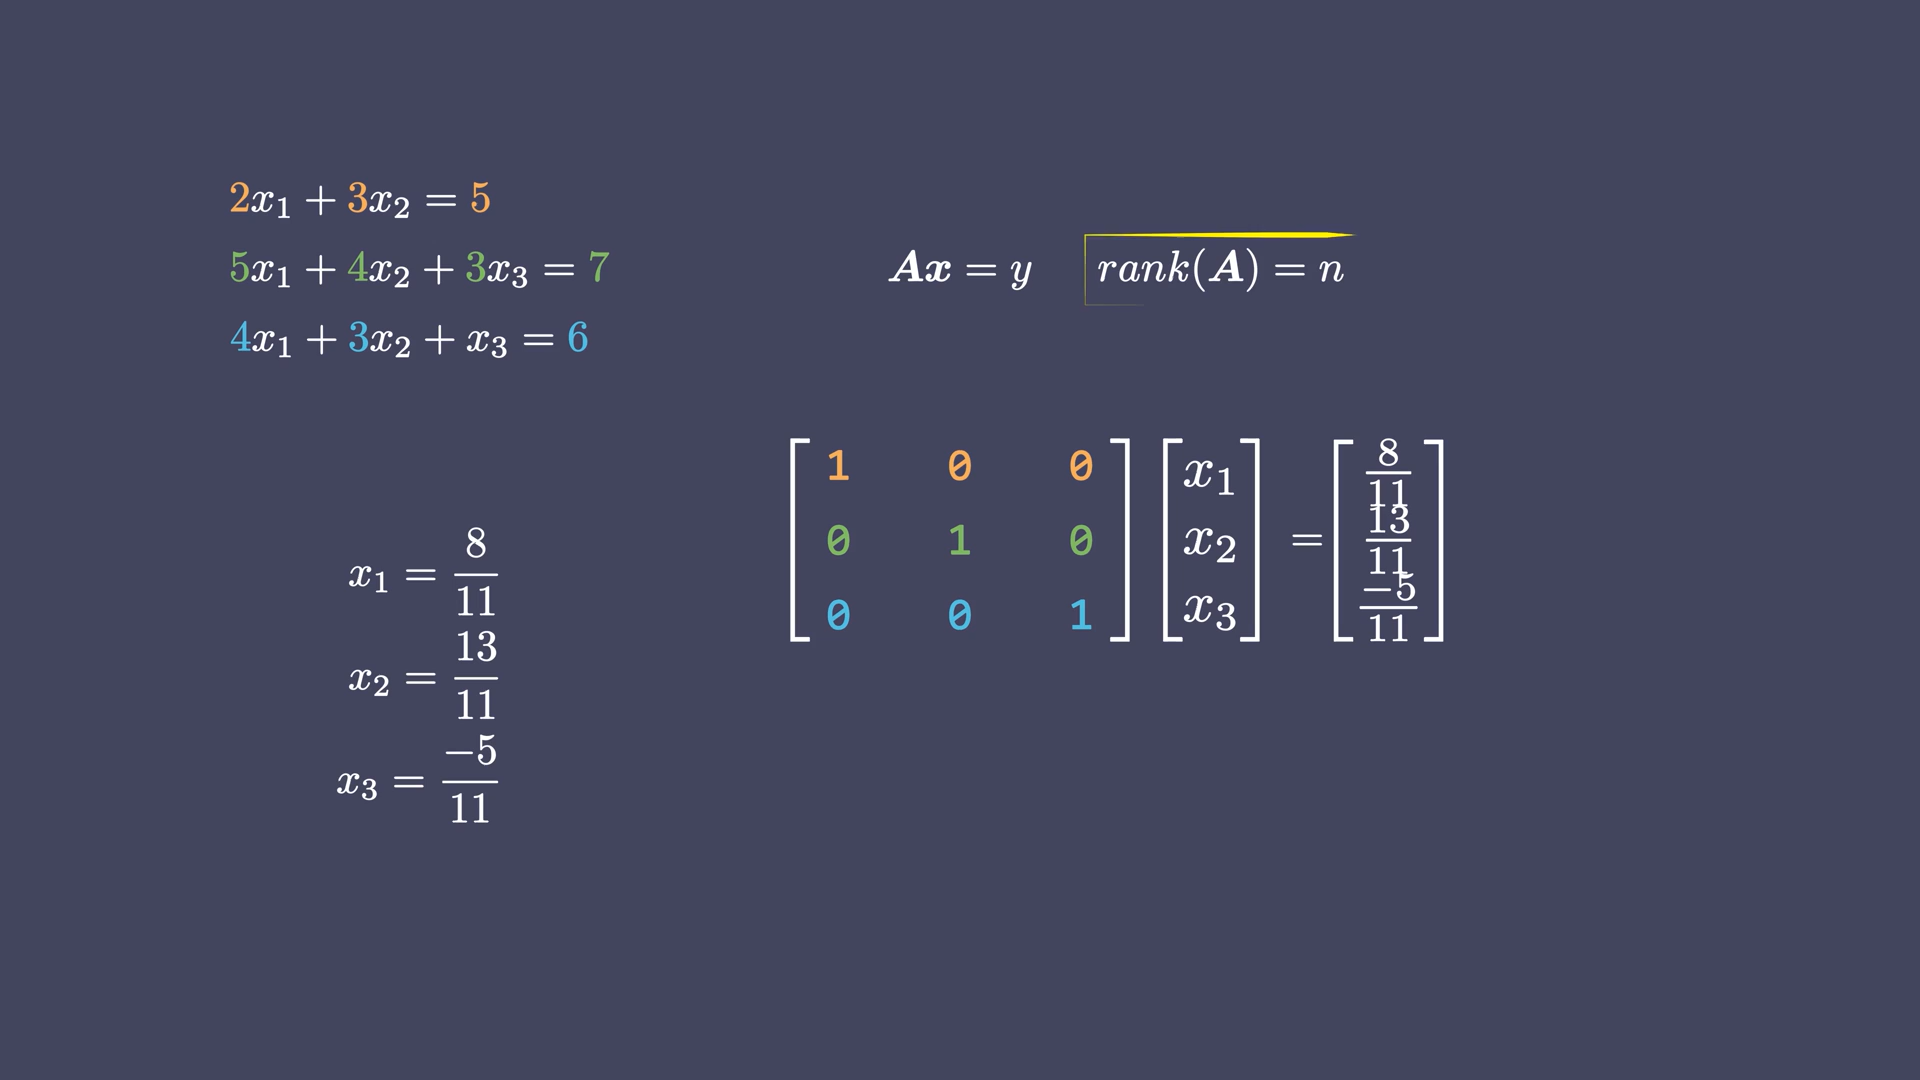 2x₁ + 3x₂ = 5
5x₁ + 4x₂ + 3x₃ = 7
4x₁ + 3x₂ + x₃ = 6
Ax = y rank(A) = n
x₁ = 8/11
x₂ = 13/11
x₃ = −5/11
[1 0 0] [x₁] [8/11]
[0 1 0] [x₂] = [13/11]
[0 0 1] [x₃] [−5/11]